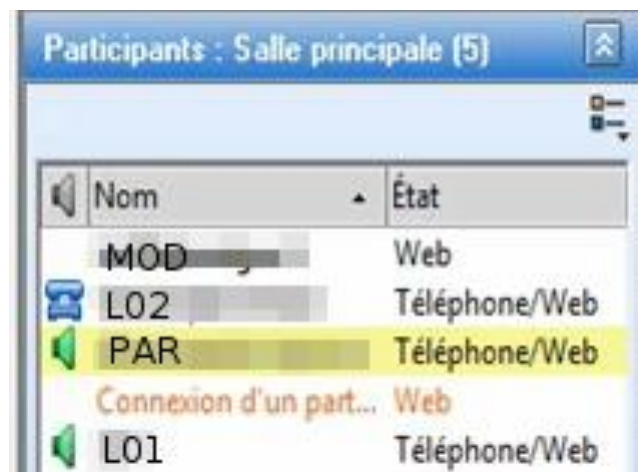 Participants : Salle principale (5)
Nom État
MOD Web
L02 Téléphone/Web
PAR Téléphone/Web
Connexion d'un part... Web
L01 Téléphone/Web